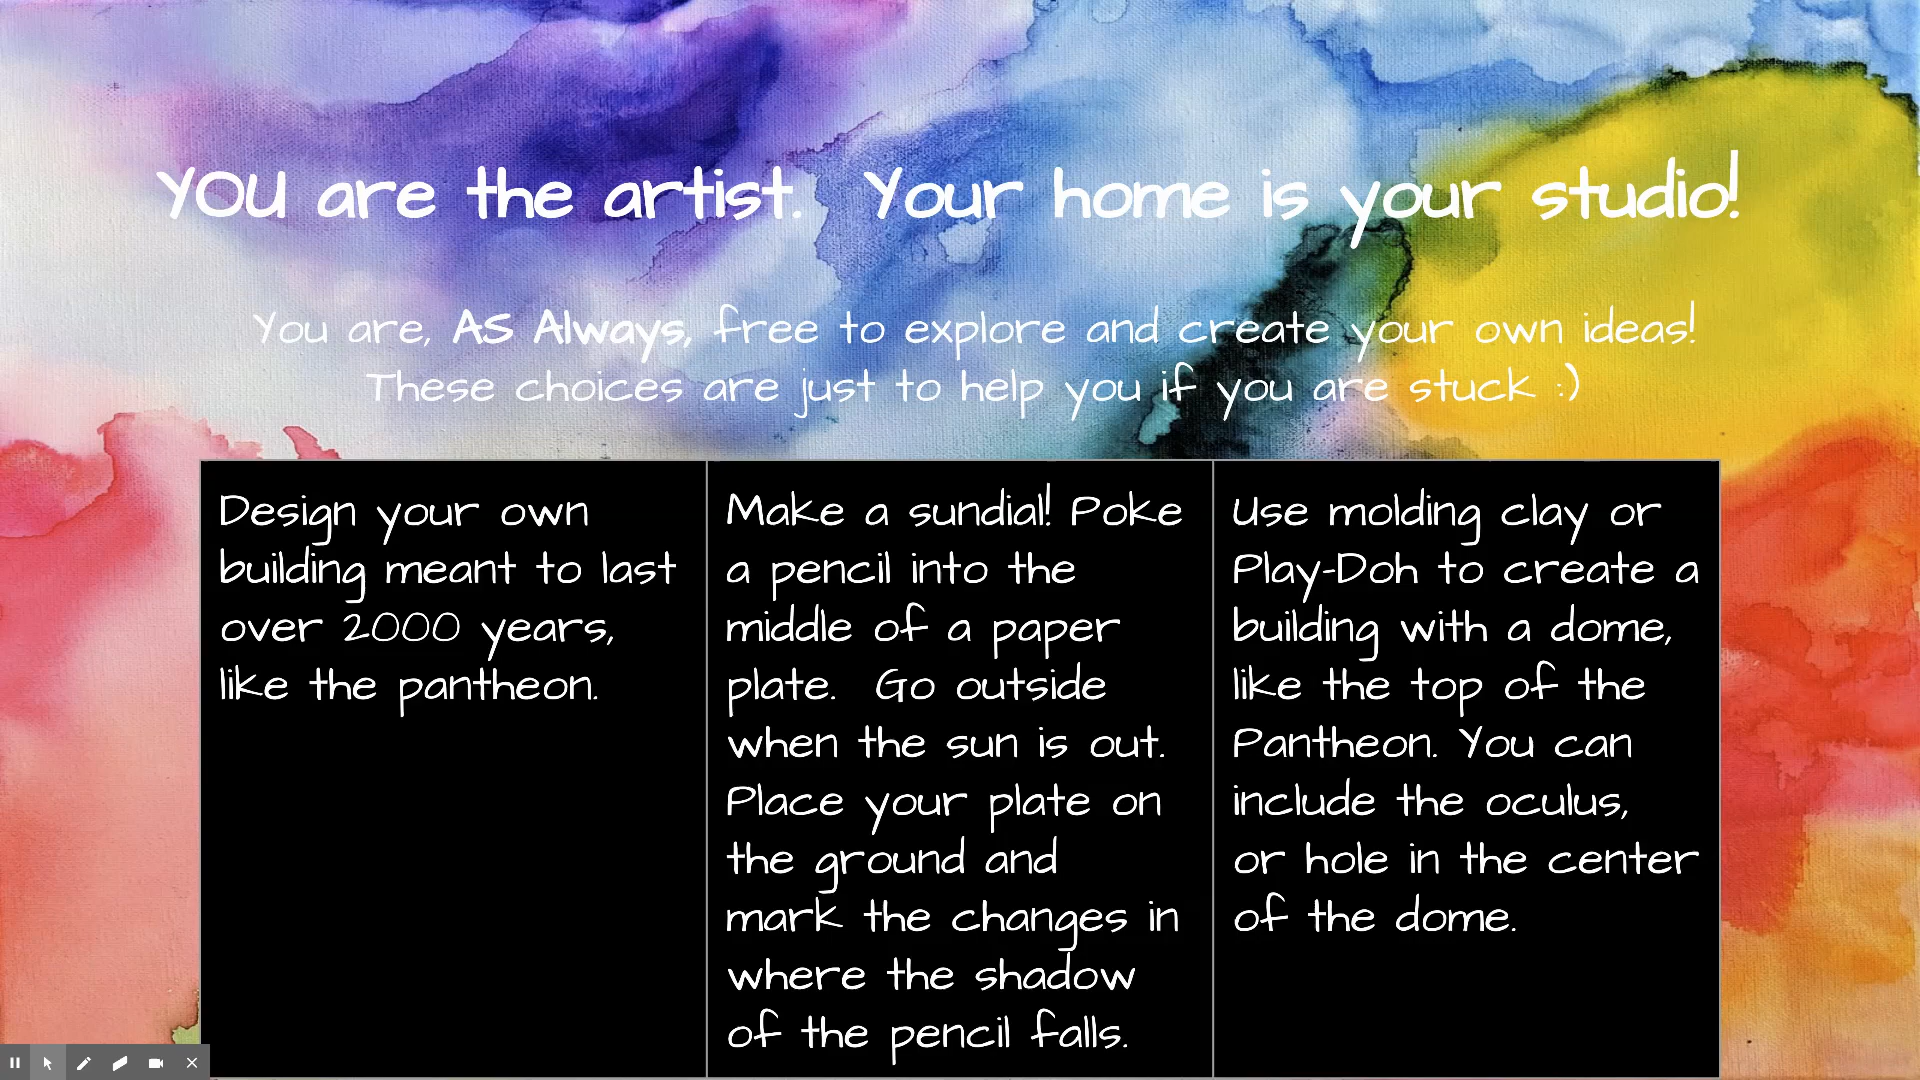 YOU are the artist.  Your home is your studio!
You are, AS Always, free to explore and create your own ideas!
These choices are just to help you if you are stuck :)
Design your own
building meant to last
over 2000 years,
like the pantheon.
Make a sundial! Poke
a pencil into the
middle of a paper
plate.  Go outside
when the sun is out.
Place your plate on
the ground and
mark the changes in
where the shadow
of the pencil falls.
Use molding clay or
Play-Doh to create a
building with a dome,
like the top of the
Pantheon. You can
include the oculus,
or hole in the center
of the dome.